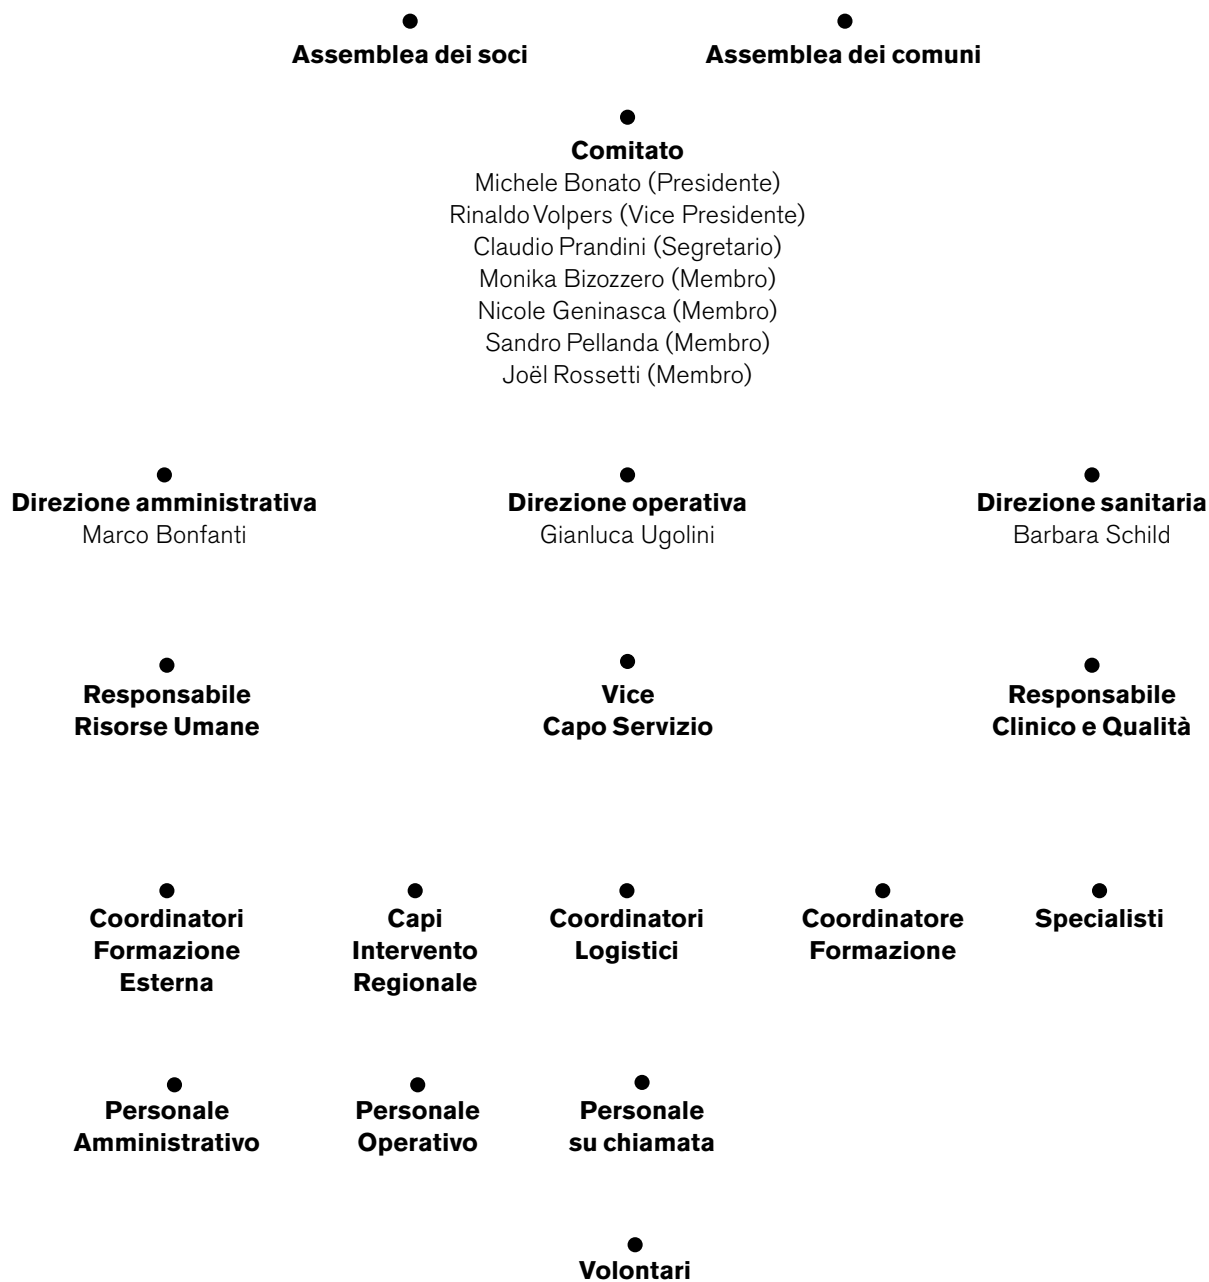 Assemblea dei soci
Assemblea dei comuni
Comitato
Michele Bonato (Presidente)
Rinaldo Volpers (Vice Presidente)
Claudio Prandini (Segretario)
Monika Bizozzero (Membro)
Nicole Geninasca (Membro)
Sandro Pellanda (Membro)
Joël Rossetti (Membro)
Direzione amministrativa
Marco Bonfanti
Direzione operativa
Gianluca Ugolini
Direzione sanitaria
Barbara Schild
Responsabile
Risorse Umane
Vice
Capo Servizio
Responsabile
Clinico e Qualità
Coordinatori
Formazione
Esterna
Capi
Intervento
Regionale
Coordinatori
Logistici
Coordinatore
Formazione
Specialisti
Personale
Amministrativo
Personale
Operativo
Personale
su chiamata
Volontari